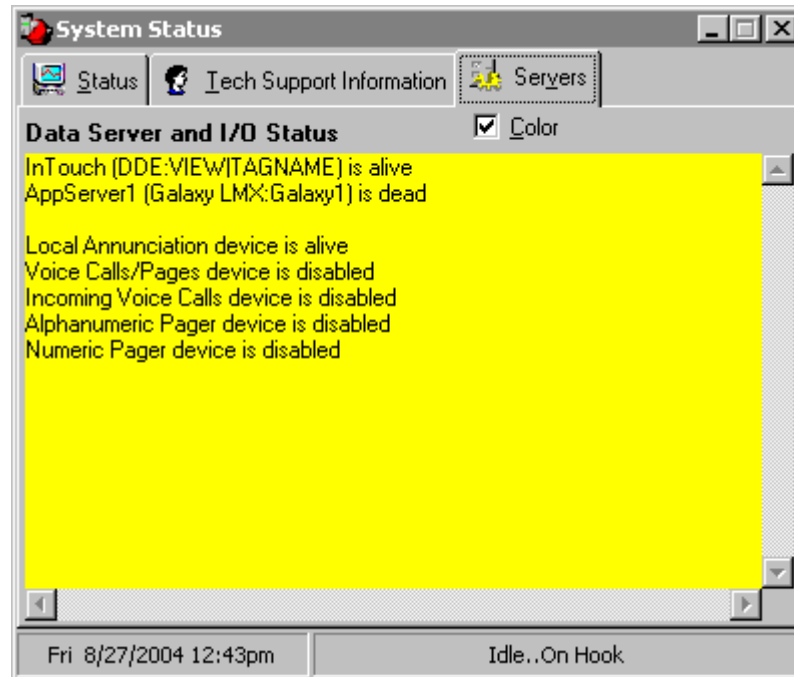 System Status
Status Tech Support Information Servers
Data Server and I/O Status Color
InTouch (DDE:VIEW|TAGNAME) is alive
AppServer1 (Galaxy LMX:Galaxy1) is dead
Local Annunciation device is alive
Voice Calls/Pages device is disabled
Incoming Voice Calls device is disabled
Alphanumeric Pager device is disabled
Numeric Pager device is disabled
Fri 8/27/2004 12:43pm Idle..On Hook